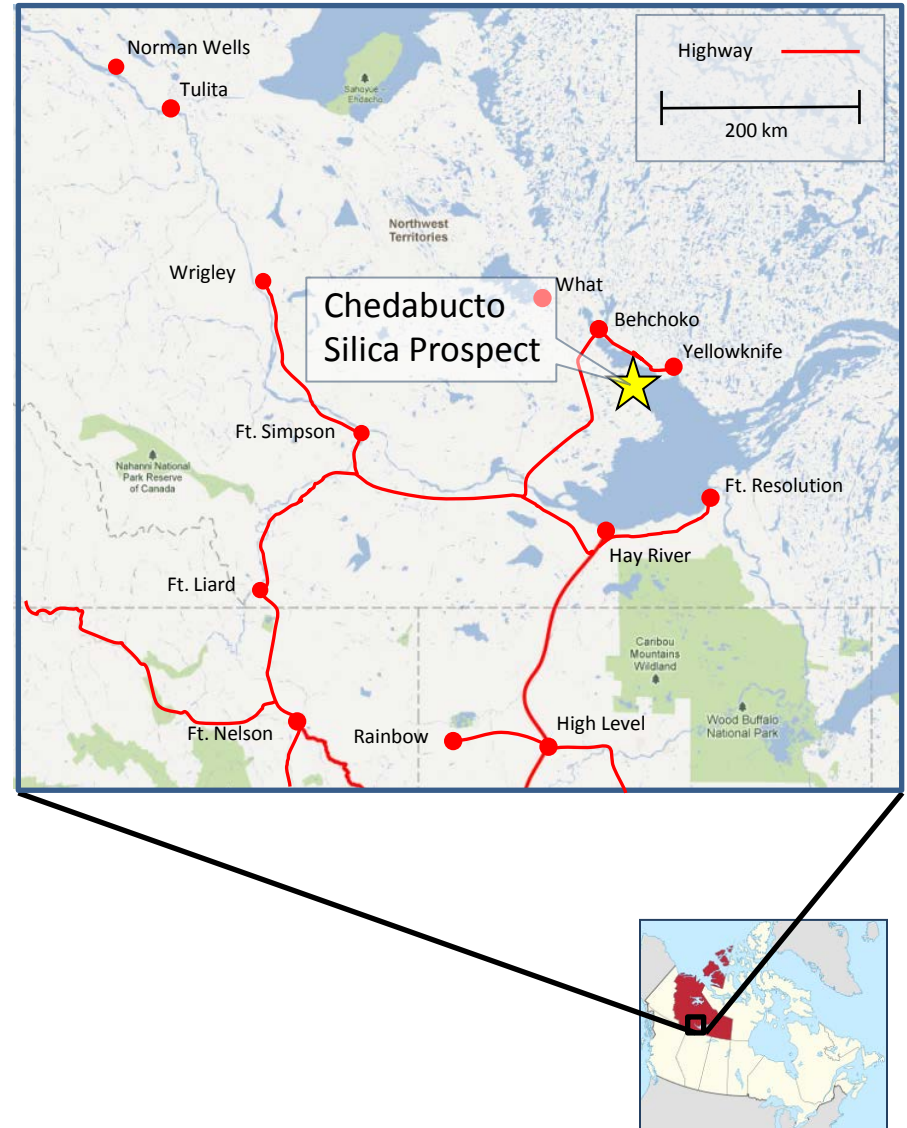 Norman Wells
Tulita
Sahoyue -
Ehdacho
Highway
200 km
Northwest
Territories
Wrigley
What
Chedabucto
Silica Prospect
Behchoko
Yellowknife
Ft. Simpson
Nahanni National
Park Reserve
of Canada
Ft. Resolution
Hay River
Ft. Liard
Caribou
Mountains
Wildland
Ft. Nelson
Rainbow
High Level
Wood Buffalo
National Park